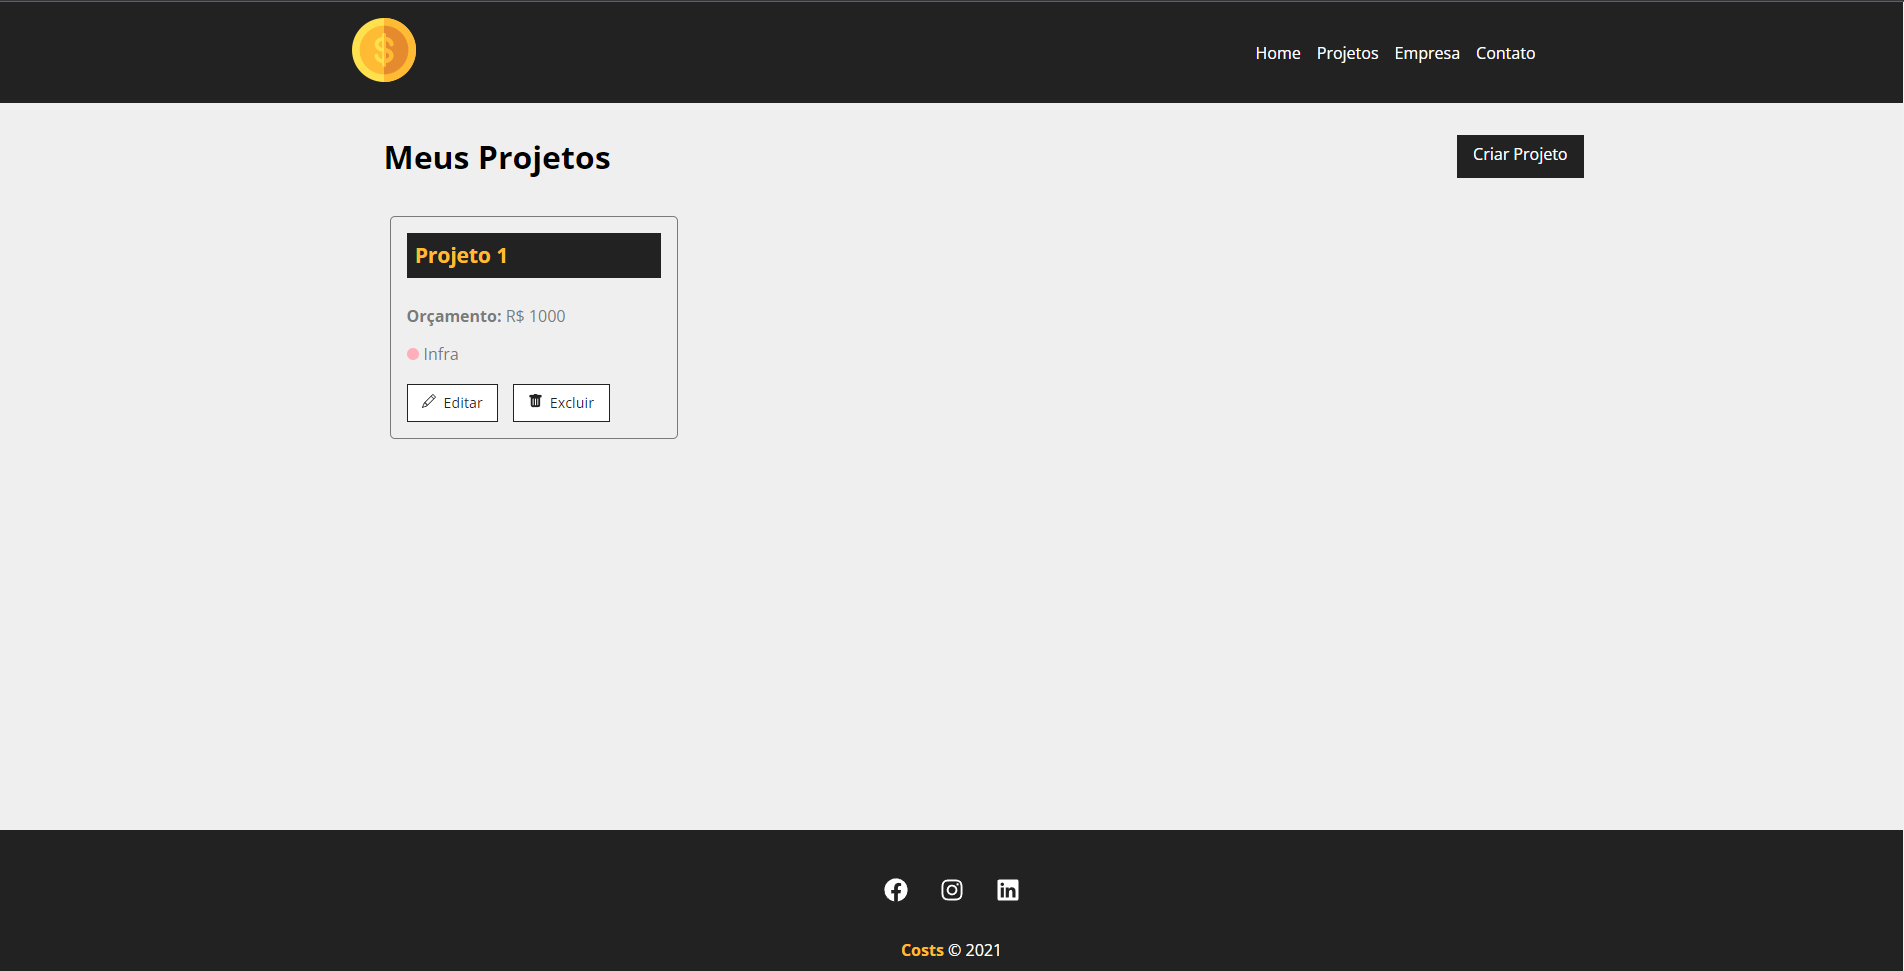 $
Home Projetos Empresa Contato
Meus Projetos
Criar Projeto
Projeto 1
Orçamento: R$ 1000
Infra
Editar Excluir
Costs © 2021